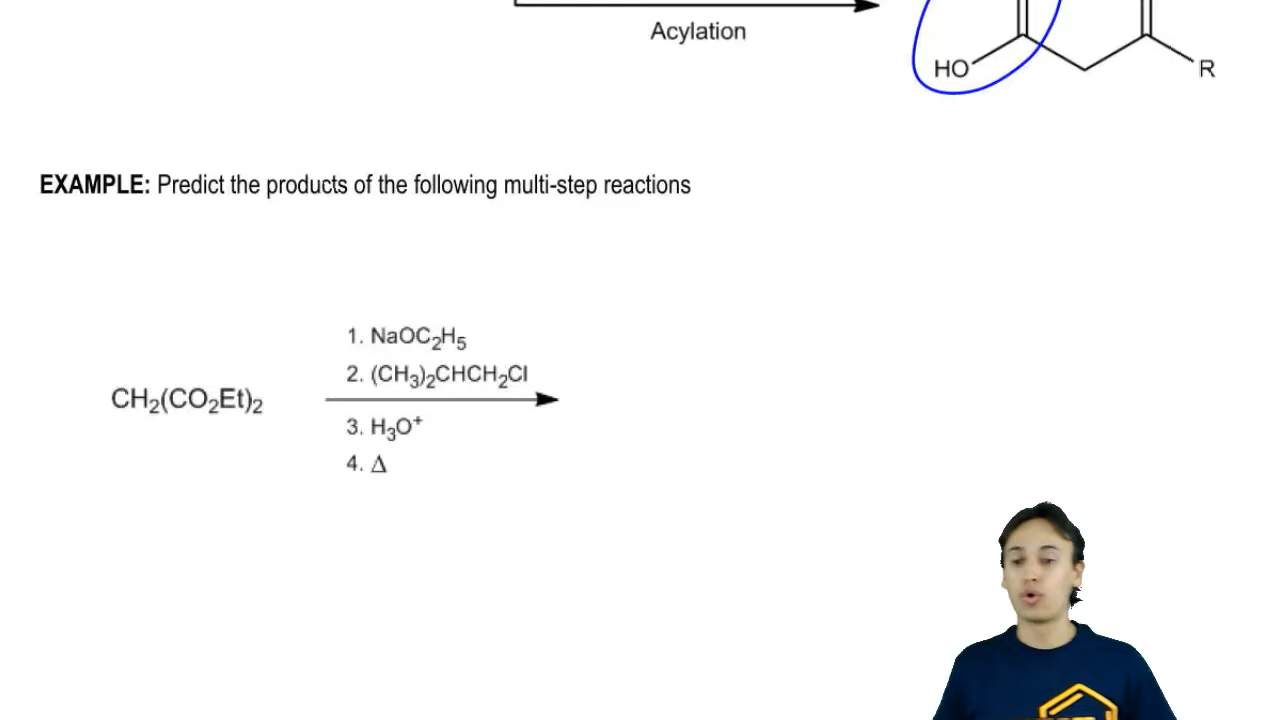 Acylation
HO
R
EXAMPLE: Predict the products of the following multi-step reactions
1. NaOC₂H₅
2. (CH₃)₂CHCH₂Cl
CH₂(CO₂Et)₂
3. H₃O⁺
4. Δ